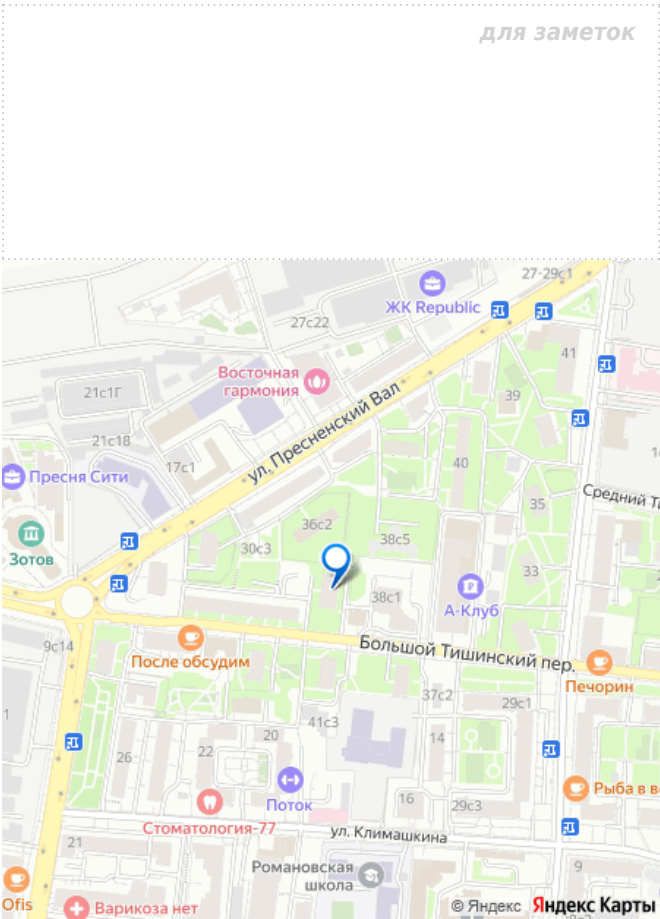 для заметок
27-29с1
ЖК Republic
27с22
41
Восточная
гармония
39
21с1Г
ул. Пресненский Вал
21с18
17с1
40
Пресня Сити
35
Средний Ти
36с2
Зотов
30с3
38с5
33
38с1
А-Клуб
9с14
После обсудим
Большой Тишинский пер.
Печорин
37с2
29с1
1
41с3
20
14
22
26
Рыба в во
Поток
16
29с3
Стоматология-77
ул. Климашкина
21
Романовская
школа
9
Ofis
Варикоза нет
© Яндекс Яндекс Карты